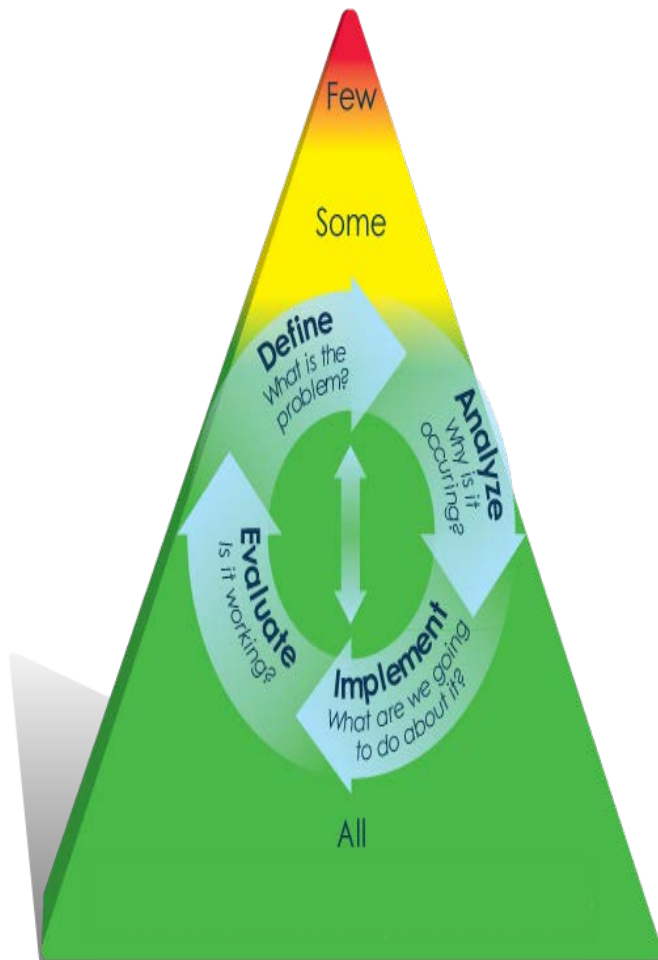 Few
Some
Define
What is the
problem?
Analyze
Why is it
occuring?
Implement
What are we going
to do about it?
Evaluate
Is it working?
All